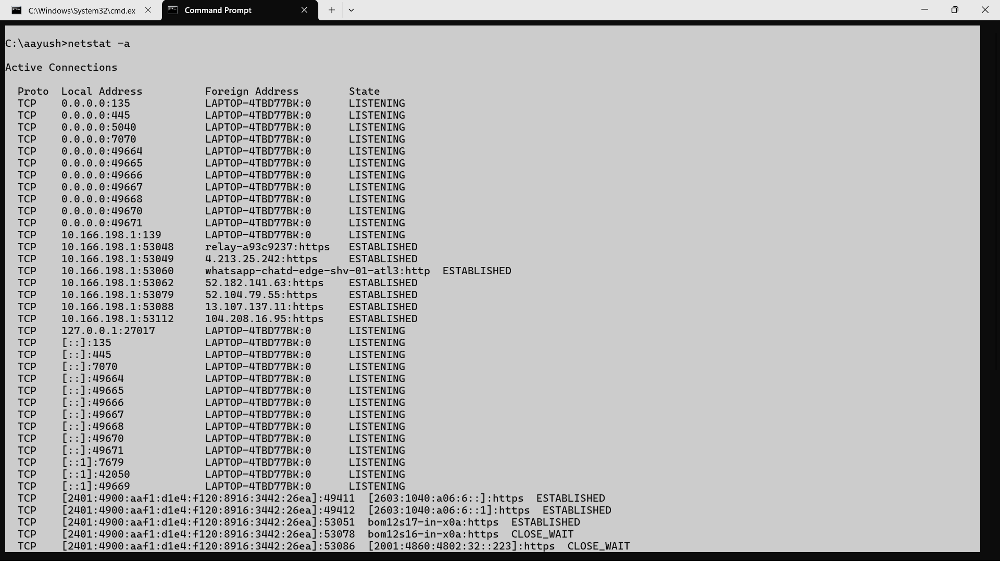 C:\Windows\System32\cmd.ex
Command Prompt
C:\aayush>netstat -a
Active Connections
Proto  Local Address          Foreign Address        State
TCP    0.0.0.0:135            LAPTOP-4TBD77BK:0      LISTENING
TCP    0.0.0.0:445            LAPTOP-4TBD77BK:0      LISTENING
TCP    0.0.0.0:5040           LAPTOP-4TBD77BK:0      LISTENING
TCP    0.0.0.0:7070           LAPTOP-4TBD77BK:0      LISTENING
TCP    0.0.0.0:49664          LAPTOP-4TBD77BK:0      LISTENING
TCP    0.0.0.0:49665          LAPTOP-4TBD77BK:0      LISTENING
TCP    0.0.0.0:49666          LAPTOP-4TBD77BK:0      LISTENING
TCP    0.0.0.0:49667          LAPTOP-4TBD77BK:0      LISTENING
TCP    0.0.0.0:49668          LAPTOP-4TBD77BK:0      LISTENING
TCP    0.0.0.0:49670          LAPTOP-4TBD77BK:0      LISTENING
TCP    0.0.0.0:49671          LAPTOP-4TBD77BK:0      LISTENING
TCP    10.166.198.1:139       LAPTOP-4TBD77BK:0      LISTENING
TCP    10.166.198.1:53048     relay-a93c9237:https   ESTABLISHED
TCP    10.166.198.1:53049     4.213.25.242:https     ESTABLISHED
TCP    10.166.198.1:53060     whatsapp-chatd-edge-shv-01-atl3:http  ESTABLISHED
TCP    10.166.198.1:53062     52.182.141.63:https    ESTABLISHED
TCP    10.166.198.1:53079     52.104.79.55:https     ESTABLISHED
TCP    10.166.198.1:53088     13.107.137.11:https    ESTABLISHED
TCP    10.166.198.1:53112     104.208.16.95:https    ESTABLISHED
TCP    127.0.0.1:27017        LAPTOP-4TBD77BK:0      LISTENING
TCP    [::]:135               LAPTOP-4TBD77BK:0      LISTENING
TCP    [::]:445               LAPTOP-4TBD77BK:0      LISTENING
TCP    [::]:7070              LAPTOP-4TBD77BK:0      LISTENING
TCP    [::]:49664             LAPTOP-4TBD77BK:0      LISTENING
TCP    [::]:49665             LAPTOP-4TBD77BK:0      LISTENING
TCP    [::]:49666             LAPTOP-4TBD77BK:0      LISTENING
TCP    [::]:49667             LAPTOP-4TBD77BK:0      LISTENING
TCP    [::]:49668             LAPTOP-4TBD77BK:0      LISTENING
TCP    [::]:49670             LAPTOP-4TBD77BK:0      LISTENING
TCP    [::]:49671             LAPTOP-4TBD77BK:0      LISTENING
TCP    [::1]:7679             LAPTOP-4TBD77BK:0      LISTENING
TCP    [::1]:42050            LAPTOP-4TBD77BK:0      LISTENING
TCP    [::1]:49669            LAPTOP-4TBD77BK:0      LISTENING
TCP    [2401:4900:aaf1:d1e4:f120:8916:3442:26ea]:49411  [2603:1040:a06:6::]:https  ESTABLISHED
TCP    [2401:4900:aaf1:d1e4:f120:8916:3442:26ea]:49412  [2603:1040:a06:6::1]:https  ESTABLISHED
TCP    [2401:4900:aaf1:d1e4:f120:8916:3442:26ea]:53051  bom12s17-in-x0a:https  ESTABLISHED
TCP    [2401:4900:aaf1:d1e4:f120:8916:3442:26ea]:53078  bom12s16-in-x0a:https  CLOSE_WAIT
TCP    [2401:4900:aaf1:d1e4:f120:8916:3442:26ea]:53086  [2001:4860:4802:32::223]:https  CLOSE_WAIT